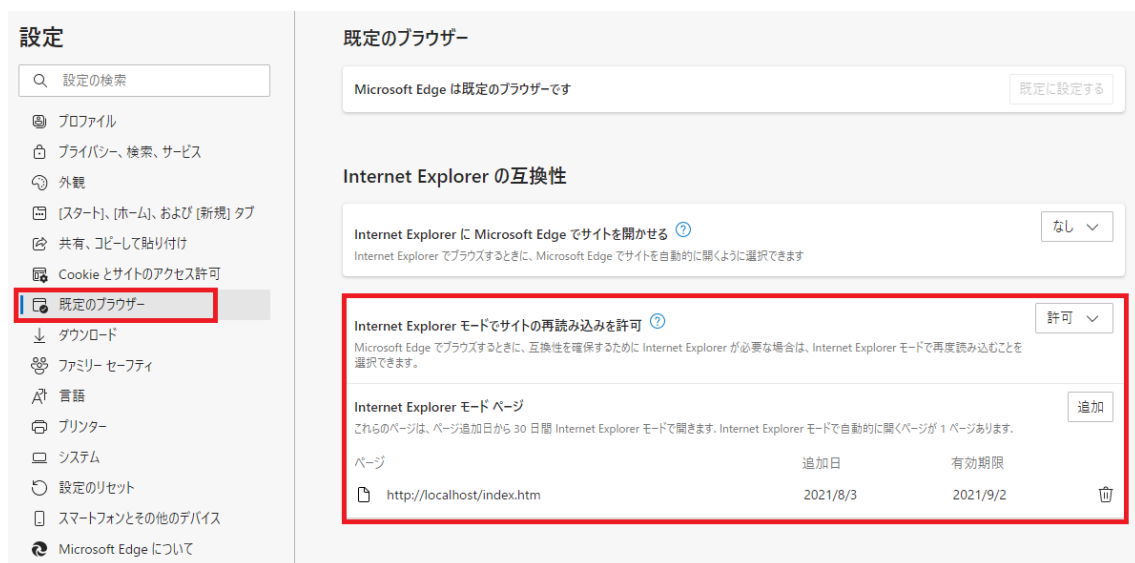 設定
設定の検索
プロファイル
プライバシー、検索、サービス
外観
[スタート]、[ホーム]、および [新規] タブ
共有、コピーして貼り付け
Cookie とサイトのアクセス許可
既定のブラウザー
ダウンロード
ファミリー セーフティ
言語
プリンター
システム
設定のリセット
スマートフォンとその他のデバイス
Microsoft Edge について
既定のブラウザー
Microsoft Edge は既定のブラウザーです
既定に設定する
Internet Explorer の互換性
Internet Explorer に Microsoft Edge でサイトを開かせる
なし
Internet Explorer でブラウズするときに、Microsoft Edge でサイトを自動的に開くように選択できます
Internet Explorer モードでサイトの再読み込みを許可
許可
Microsoft Edge でブラウズするときに、互換性を確保するために Internet Explorer が必要な場合は、Internet Explorer モードで再度読み込むことを
選択できます。
Internet Explorer モード ページ
追加
これらのページは、ページ追加日から 30 日間 Internet Explorer モードで開きます. Internet Explorer モードで自動的に開くページが 1 ページあります.
ページ 追加日 有効期限
http://localhost/index.htm 2021/8/3 2021/9/2